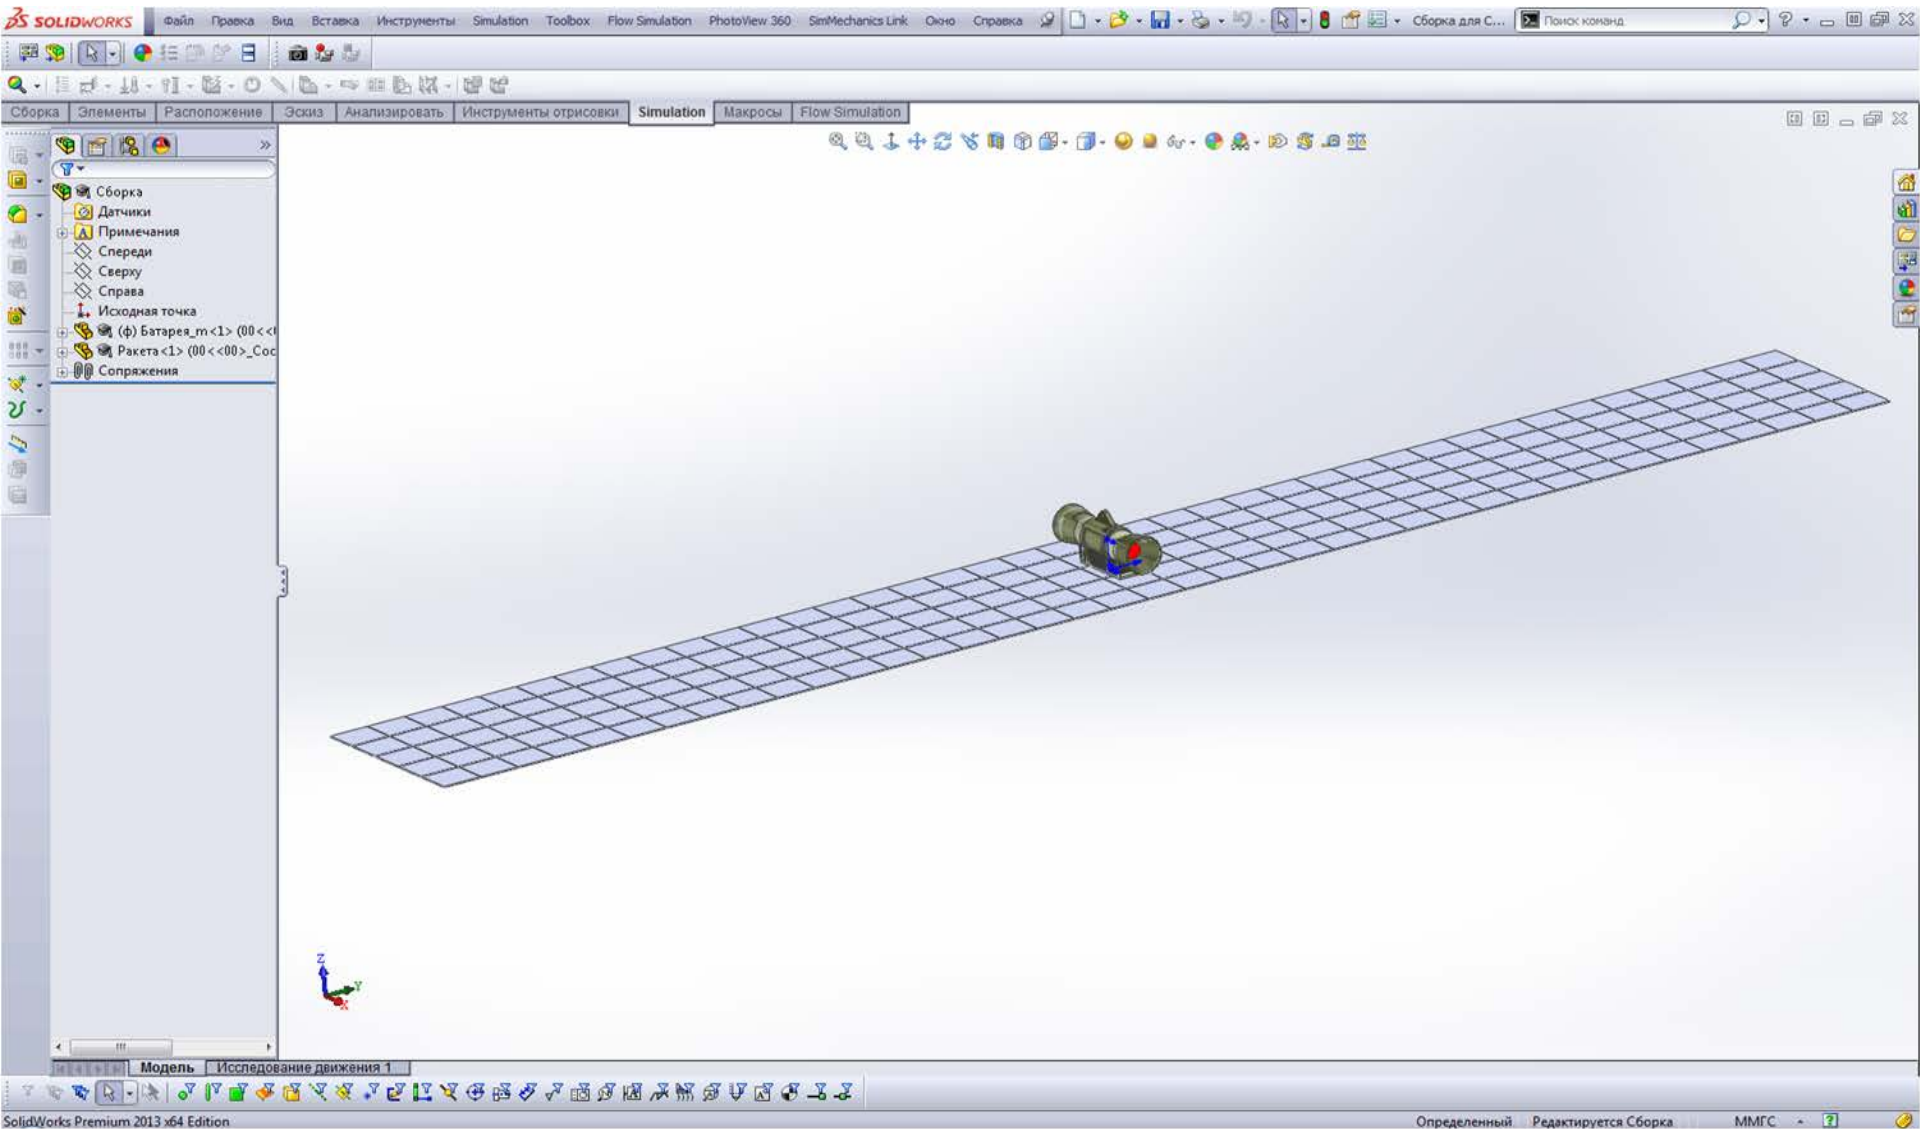 SOLIDWORKS Файл Правка Вид Вставка Инструменты Simulation Toolbox Flow Simulation PhotoView 360 SimMechanics Link Окно Справка Сборка для С... Поиск команд
Сборка Элементы Расположение Эскиз Анализировать Инструменты отрисовки Simulation Макросы Flow Simulation
Сборка
Датчики
Примечания
Спереди
Сверху
Справа
Исходная точка
(ф) Батарея_m<1> (00<<
Ракета<1> (00<<00>_Сос
Сопряжения
Z
Y
X
Модель Исследование движения 1
SolidWorks Premium 2013 x64 Edition Определенный Редактируется Сборка ММГС